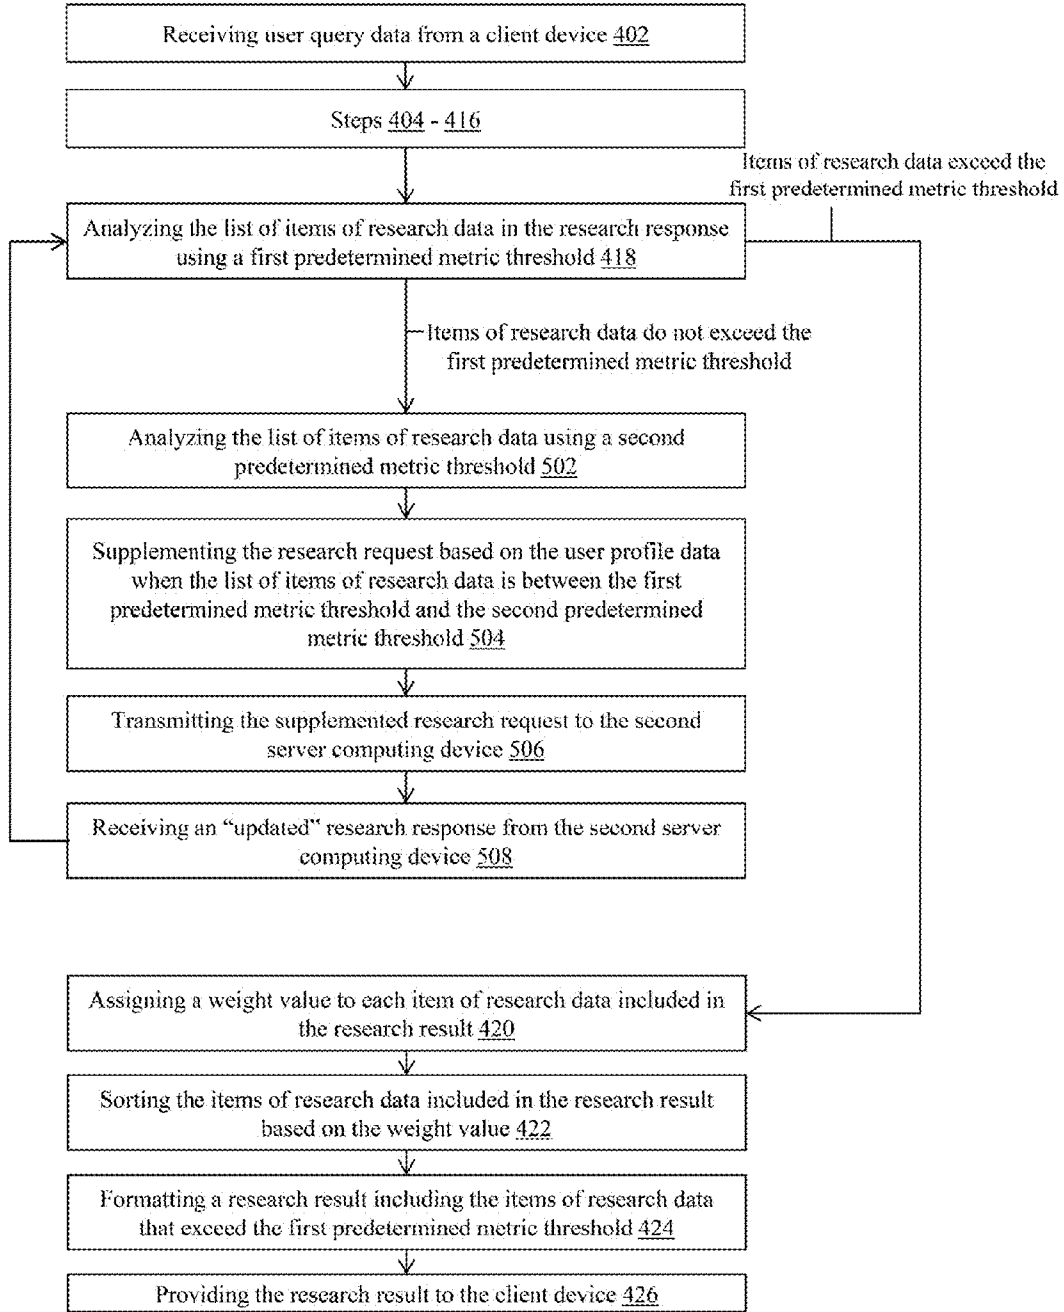 Receiving user query data from a client device 402
Steps 404 - 416
Items of research data exceed the
first predetermined metric threshold
Analyzing the list of items of research data in the research response
using a first predetermined metric threshold 418
Items of research data do not exceed the
first predetermined metric threshold
Analyzing the list of items of research data using a second
predetermined metric threshold 502
Supplementing the research request based on the user profile data
when the list of items of research data is between the first
predetermined metric threshold and the second predetermined
metric threshold 504
Transmitting the supplemented research request to the second
server computing device 506
Receiving an “updated” research response from the second server
computing device 508
Assigning a weight value to each item of research data included in
the research result 420
Sorting the items of research data included in the research result
based on the weight value 422
Formatting a research result including the items of research data
that exceed the first predetermined metric threshold 424
Providing the research result to the client device 426